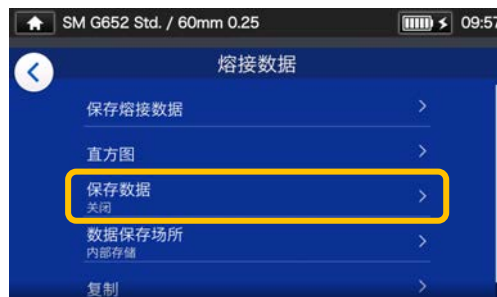 SM G652 Std. / 60mm 0.25
09:57
熔接数据
保存熔接数据
直方图
保存数据
关闭
数据保存场所
内部存储
复制